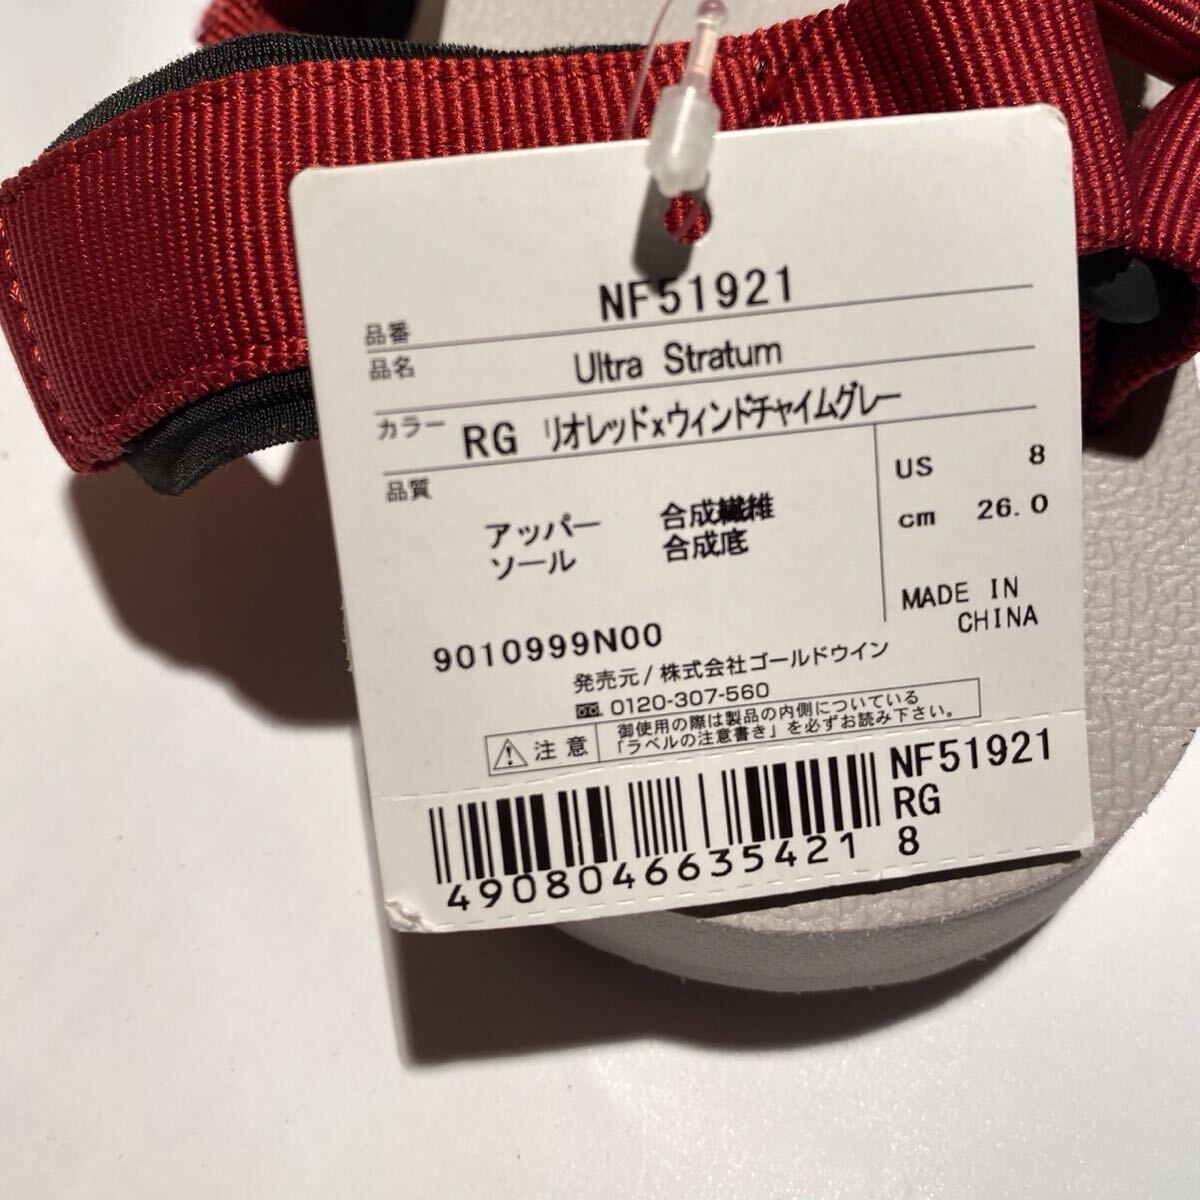 品番 NF51921
品名 Ultra Stratum
カラー RG リオレッド×ウィンドチャイムグレー
品質
アッパー 合成繊維
ソール 合成底
US 8
cm 26.0
MADE IN
CHINA
9010999N00
発売元/株式会社ゴールドウイン
0120-307-560
注意
御使用の際は製品の内側についている
「ラベルの注意書き」を必ずお読み下さい。
4908046635421
NF51921
RG
8